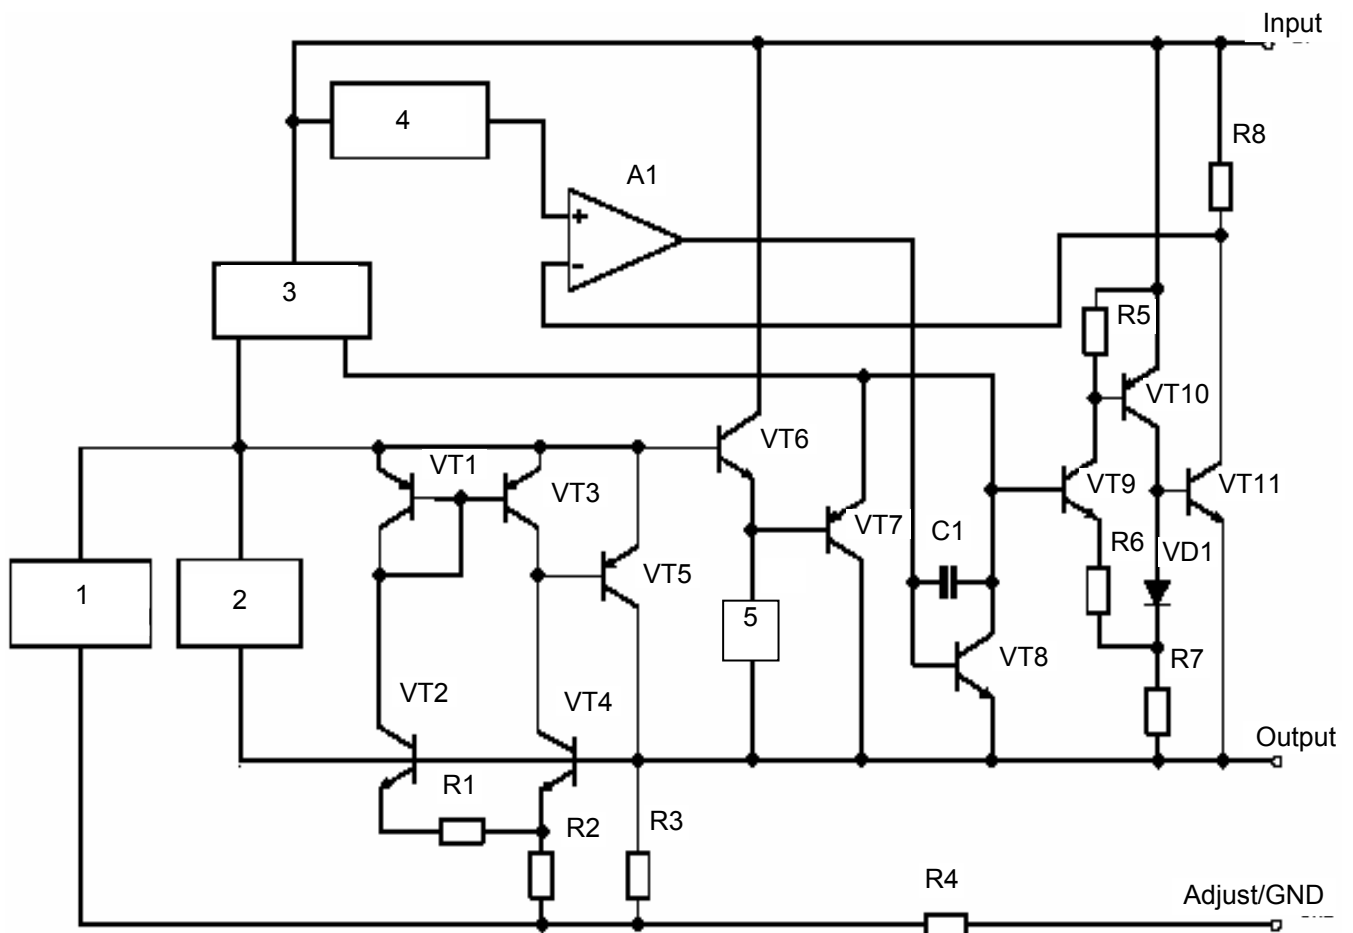 Input
4
R8
A1
+
-
3
R5
VT10
VT6
VT1
VT3
VT9
VT11
VT7
C1
R6
VD1
VT5
1
2
5
VT8
R7
VT2
VT4
Output
R1
R2
R3
R4
Adjust/GND